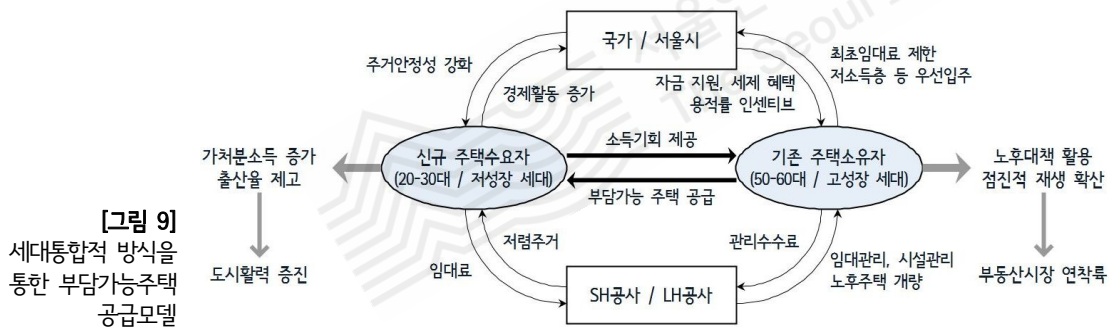 국가 / 서울시
주거안정성 강화
경제활동 증가
자금 지원, 세제 혜택
용적률 인센티브
최초임대료 제한
저소득층 등 우선입주
가처분소득 증가
출산율 제고
신규 주택수요자
(20-30대 / 저성장 세대)
소득기회 제공
부담가능 주택 공급
기존 주택소유자
(50-60대 / 고성장 세대)
노후대책 활용
점진적 재생 확산
[그림 9]
세대통합적 방식을
통한 부담가능주택
공급모델
도시활력 증진
임대료
저렴주거
관리수수료
임대관리, 시설관리
노후주택 개량
부동산시장 연착륙
SH공사 / LH공사
서울연
The Seoul